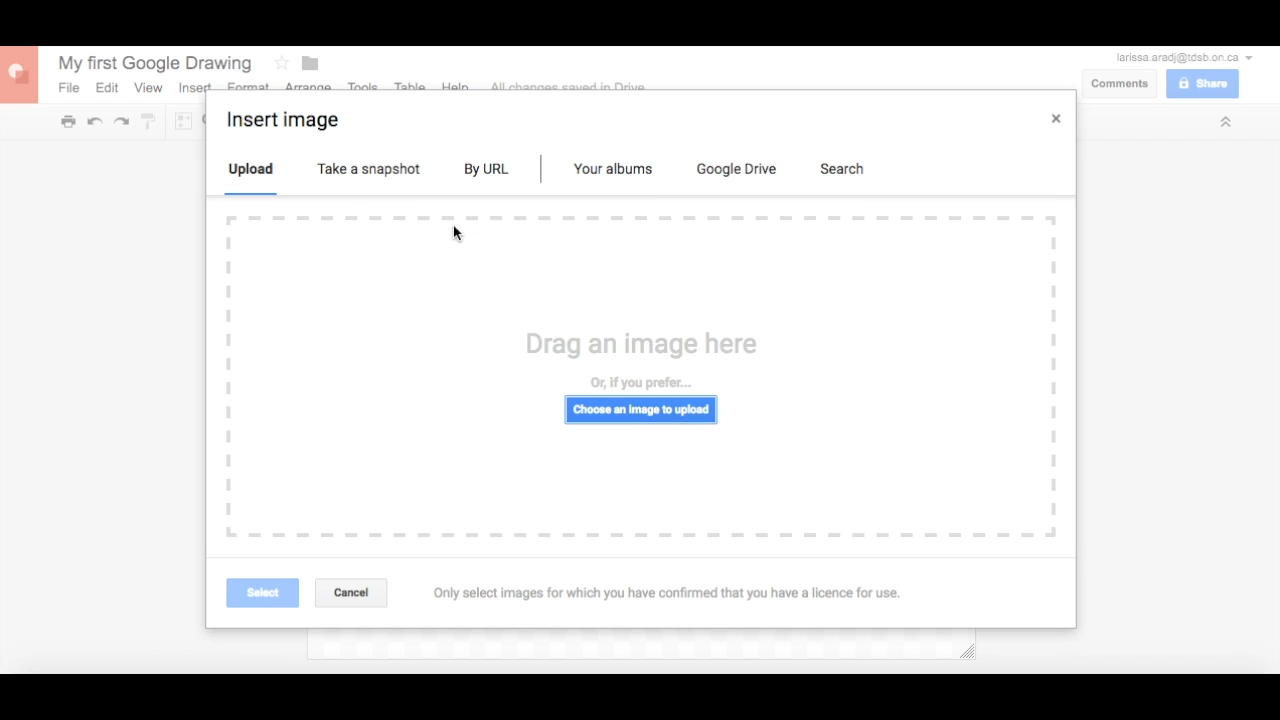 My first Google Drawing
larissa.aradj@tdsb.on.ca
File Edit View Insert Format Arrange Tools Table Help All changes saved in Drive
Comments
Share
Insert image
Upload Take a snapshot By URL Your albums Google Drive Search
Drag an image here
Or, if you prefer...
Choose an image to upload
Select Cancel Only select images for which you have confirmed that you have a licence for use.